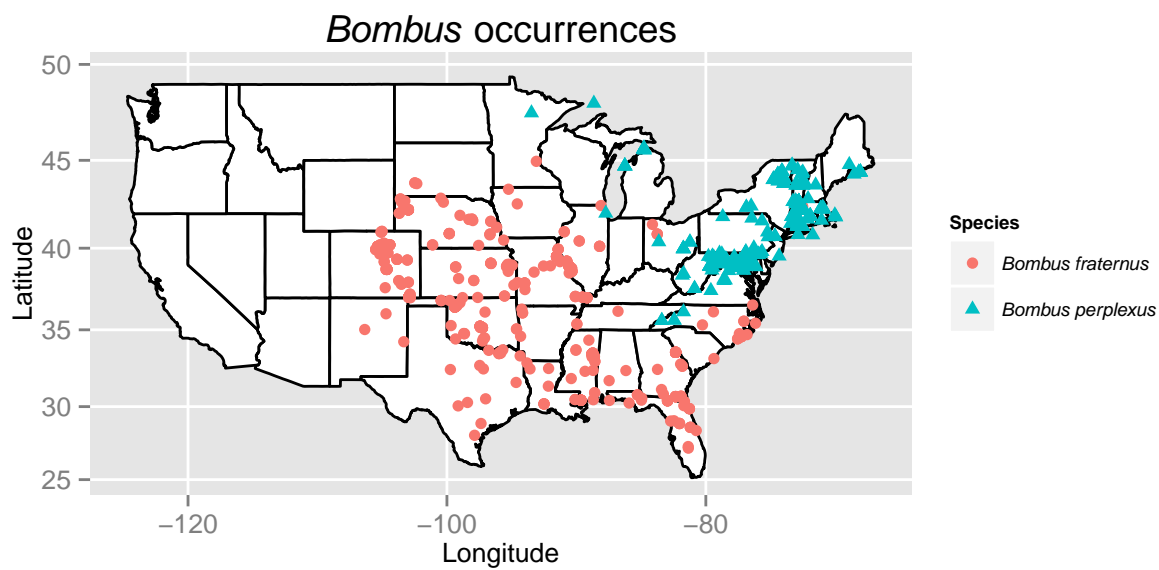 Bombus occurrences
50
45
40
35
30
25
Latitude
−120
−100
−80
Longitude
Species
Bombus fraternus
Bombus perplexus